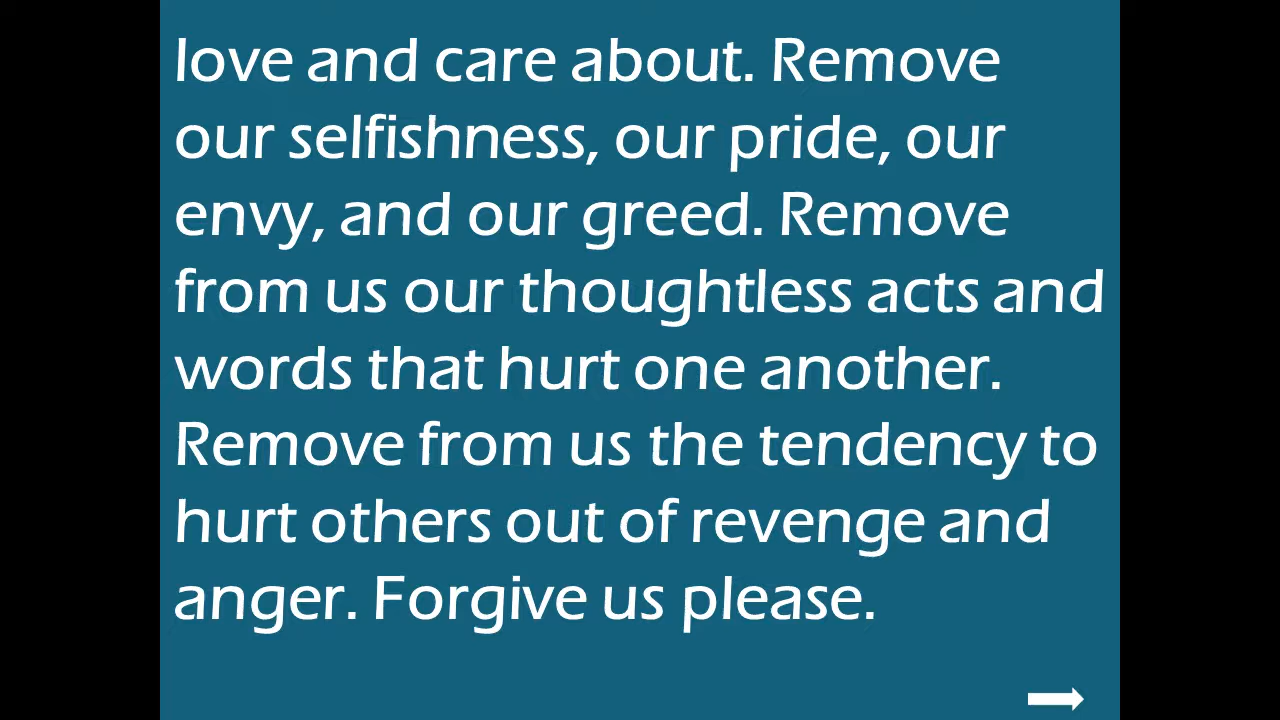 love and care about. Remove
our selfishness, our pride, our
envy, and our greed. Remove
from us our thoughtless acts and
words that hurt one another.
Remove from us the tendency to
hurt others out of revenge and
anger. Forgive us please.